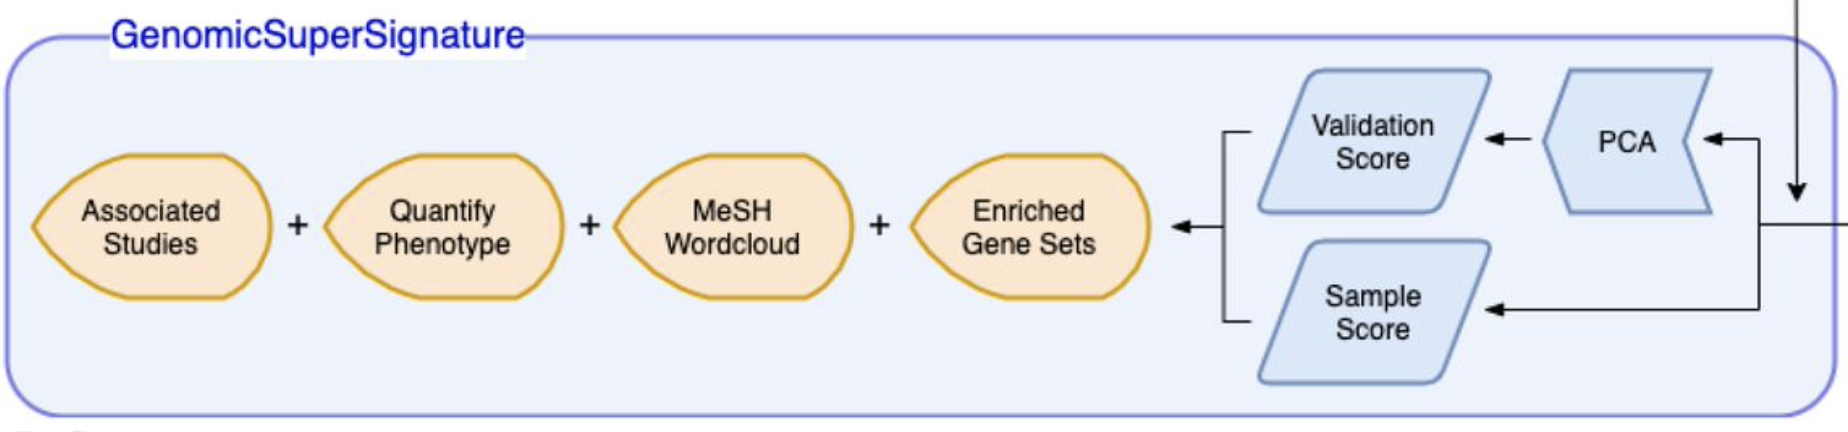 GenomicSuperSignature
Associated
Studies
+
Quantify
Phenotype
+
MeSH
Wordcloud
+
Enriched
Gene Sets
Validation
Score
PCA
Sample
Score